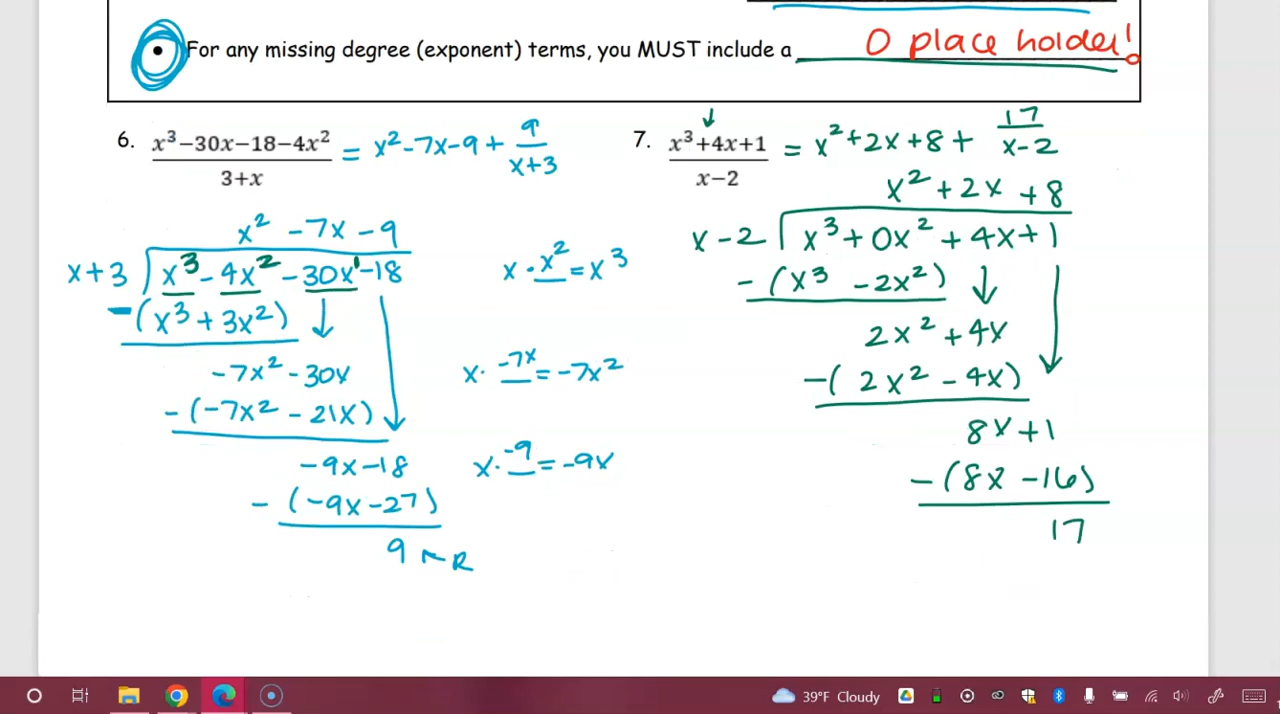 • For any missing degree (exponent) terms, you MUST include a 0 place holder!
6. (x³−30x−18−4x²)/(3+x) = x² - 7x - 9 + 9/(x+3)
x² - 7x - 9
x+3 ) x³ - 4x² - 30x¹ - 18
-(x³ + 3x²) ↓
x · x² = x³
-7x² - 30x
-(-7x² - 21x)
x · -7x = -7x²
-9x - 18
-(-9x - 27)
x · -9 = -9x
9 ← R
7. (x³+4x+1)/(x−2) = x² + 2x + 8 + 17/(x-2)
↓
x² + 2x + 8
x - 2 ) x³ + 0x² + 4x + 1
-(x³ - 2x²) ↓
2x² + 4x
-(2x² - 4x)
8x + 1
-(8x - 16)
17
39°F Cloudy